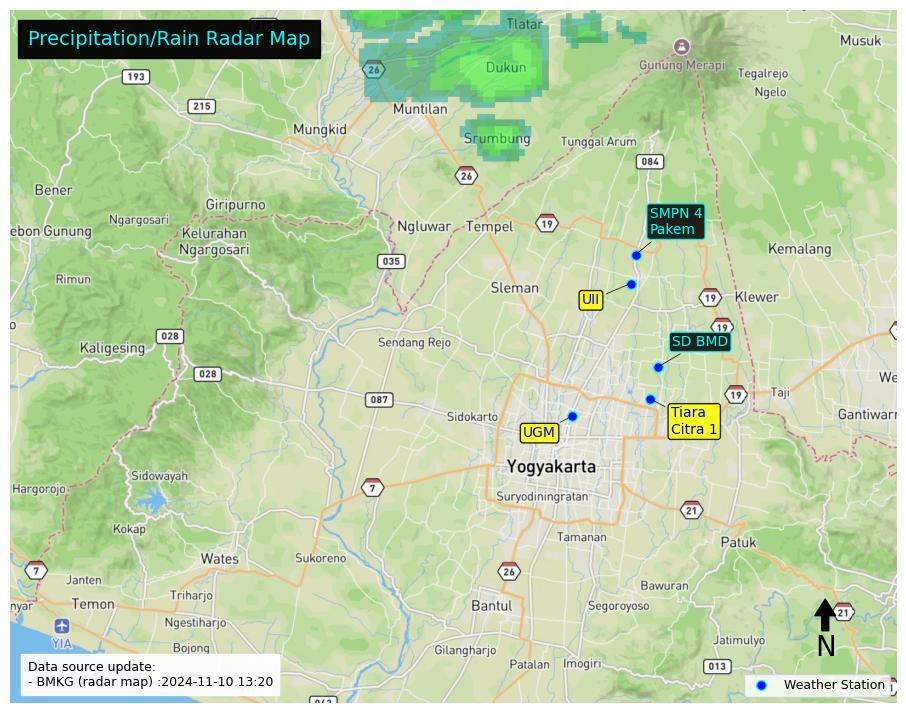 Precipitation/Rain Radar Map
Tlatar
Musuk
26
Dukun
Gunung Merapi
193
Tegalrejo
Ngelo
215
Muntilan
Mungkid
Srumbung
Tunggal Arum
084
26
Bener
Giripurno
SMPN 4
Pakem
Ngargosari
ebon Gunung
Kelurahan
Ngargosari
Ngluwar
Tempel
19
Kemalang
035
Rimun
Sleman
UII
19
Klewer
19
028
Kaligesing
Sendang Rejo
SD BMD
028
087
19
Taji
We
Sidokarto
Tiara
Citra 1
Gantiwarn
UGM
Yogyakarta
Sidowayah
Hargorojo
7
Suryodiningratan
21
Kokap
Tamanan
Patuk
Wates
Sukoreno
7
Janten
26
Bawuran
nyar
Temon
Triharjo
Bantul
Segoroyoso
21
Ngestiharjo
YIA
N
Bojong
Gilangharjo
Jatimulyo
Patalan
Imogiri
013
Data source update:
- BMKG (radar map) :2024-11-10 13:20
Weather Station